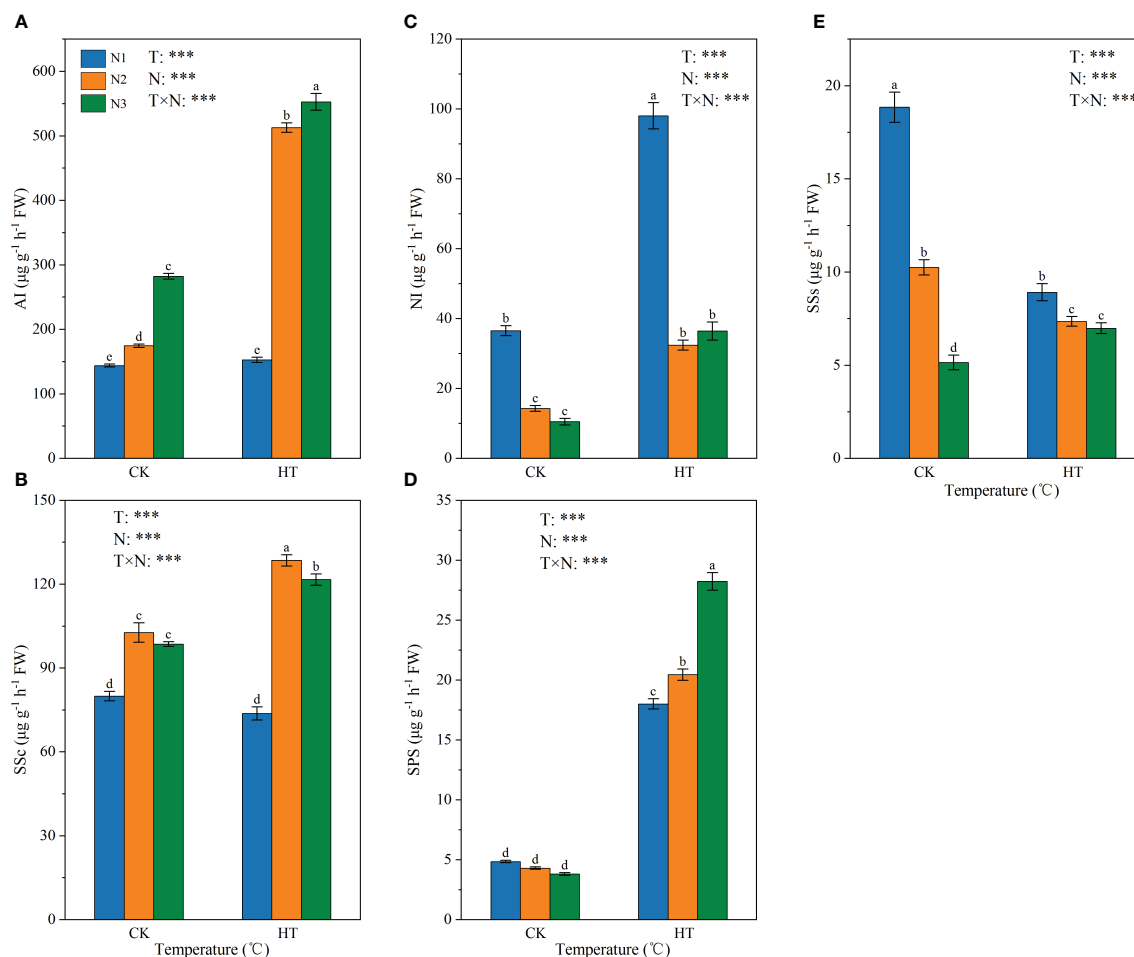 A
N1
N2
N3
T: ***
N: ***
T×N: ***
600
500
400
300
200
100
0
AI (μg g⁻¹ h⁻¹ FW)
e
d
c
e
b
a
CK
HT
B
T: ***
N: ***
T×N: ***
150
120
90
60
30
0
SSc (μg g⁻¹ h⁻¹ FW)
d
c
c
d
a
b
CK
HT
Temperature (℃)
C
T: ***
N: ***
T×N: ***
120
100
80
60
40
20
0
NI (μg g⁻¹ h⁻¹ FW)
b
c
c
a
b
b
CK
HT
D
T: ***
N: ***
T×N: ***
35
30
25
20
15
10
5
0
SPS (μg g⁻¹ h⁻¹ FW)
d
d
d
c
b
a
CK
HT
Temperature (℃)
E
T: ***
N: ***
T×N: ***
20
15
10
5
0
SSs (μg g⁻¹ h⁻¹ FW)
a
b
d
b
c
c
CK
HT
Temperature (℃)